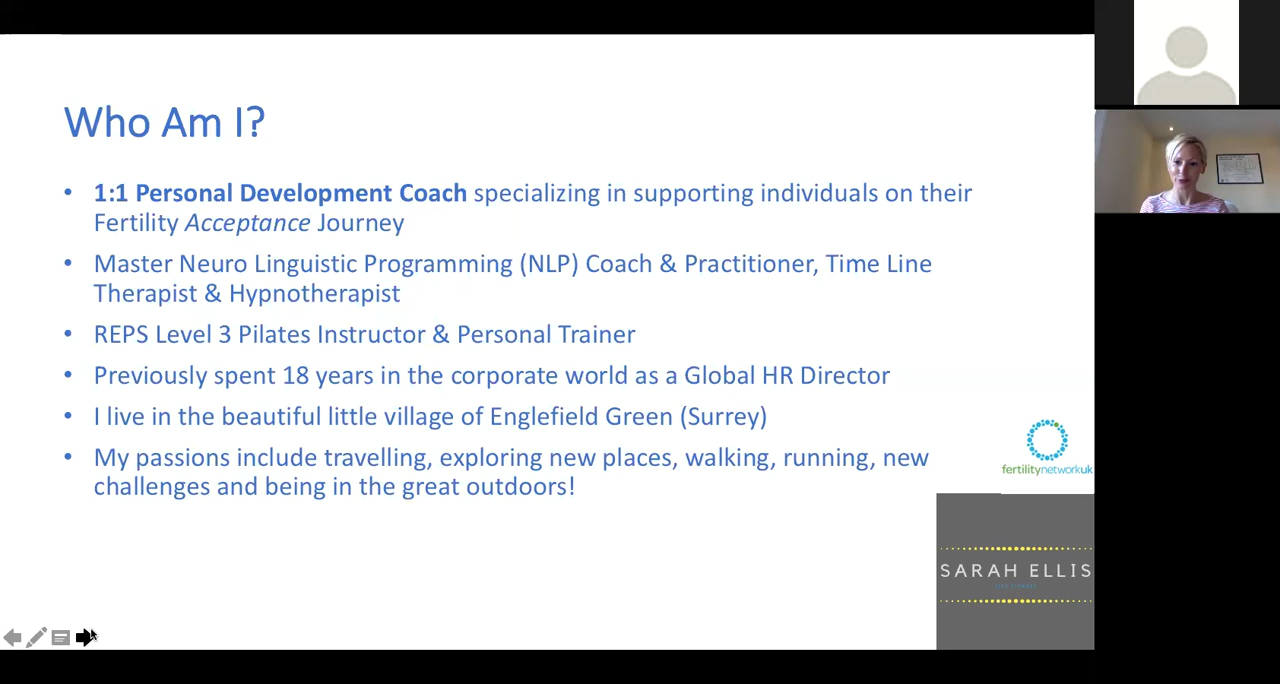 Who Am I?
• 1:1 Personal Development Coach specializing in supporting individuals on their
Fertility Acceptance Journey
• Master Neuro Linguistic Programming (NLP) Coach & Practitioner, Time Line
Therapist & Hypnotherapist
• REPS Level 3 Pilates Instructor & Personal Trainer
• Previously spent 18 years in the corporate world as a Global HR Director
• I live in the beautiful little village of Englefield Green (Surrey)
• My passions include travelling, exploring new places, walking, running, new
challenges and being in the great outdoors!
fertilitynetworkuk
SARAH ELLIS